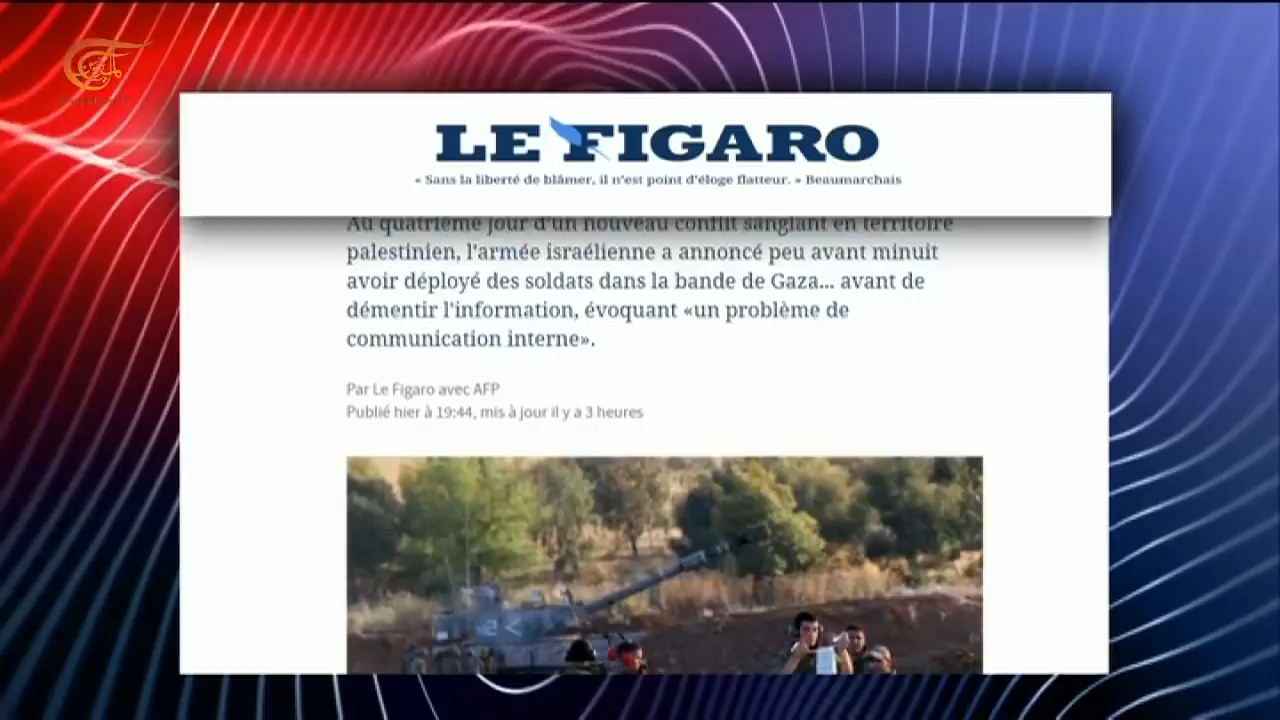 الميادين
LE FIGARO
« Sans la liberté de blâmer, il n'est point d'éloge flatteur. » Beaumarchais
Au quatrième jour d'un nouveau conflit sanglant en territoire
palestinien, l'armée israélienne a annoncé peu avant minuit
avoir déployé des soldats dans la bande de Gaza... avant de
démentir l'information, évoquant «un problème de
communication interne».
Par Le Figaro avec AFP
Publié hier à 19:44, mis à jour il y a 3 heures